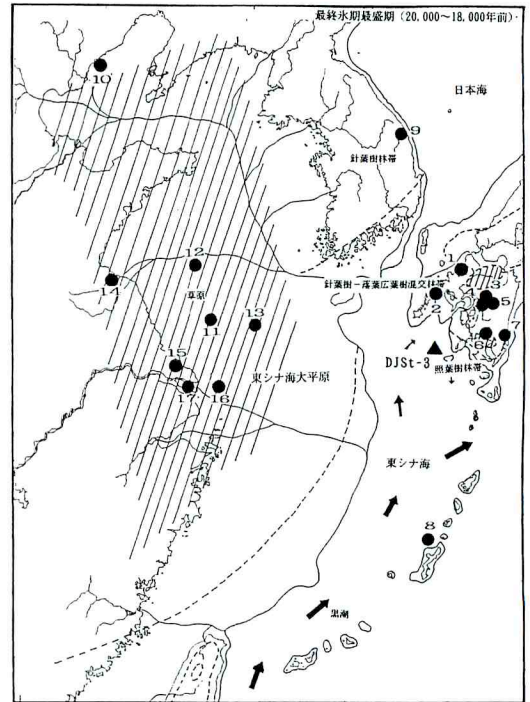 最終氷期最盛期（20,000～18,000年前）
日本海
10
9
針葉樹林帯
12
1
14
針葉樹－落葉広葉樹混交林帯
3
5
2
草原
11
13
7
6
DJSt-3
15
照葉樹林帯
東シナ海大平原
17
16
東シナ海
8
黒潮